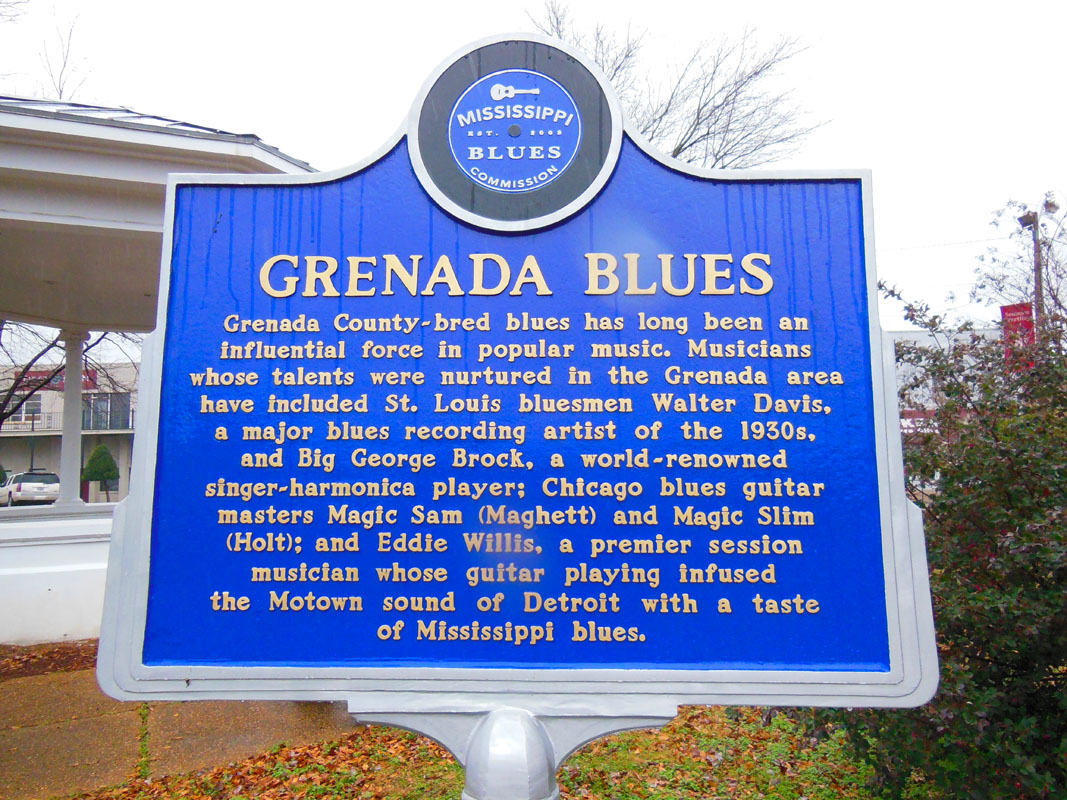 MISSISSIPPI
EST. 2003
BLUES
COMMISSION
GRENADA BLUES
Grenada County-bred blues has long been an
influential force in popular music. Musicians
whose talents were nurtured in the Grenada area
have included St. Louis bluesmen Walter Davis,
a major blues recording artist of the 1930s,
and Big George Brock, a world-renowned
singer-harmonica player; Chicago blues guitar
masters Magic Sam (Maghett) and Magic Slim
(Holt); and Eddie Willis, a premier session
musician whose guitar playing infused
the Motown sound of Detroit with a taste
of Mississippi blues.